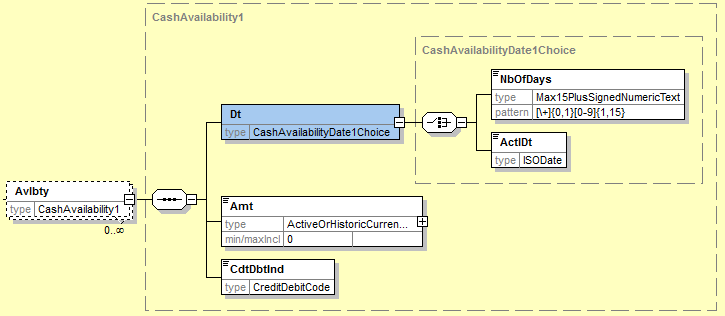 CashAvailability1
CashAvailabilityDate1Choice
NbOfDays
type Max15PlusSignedNumericText
pattern [\+]{0,1}[0-9]{1,15}
Dt
type CashAvailabilityDate1Choice
ActlDt
type ISODate
Avlbty
type CashAvailability1
0..∞
Amt
type ActiveOrHistoricCurren...
min/maxIncl 0
CdtDbtInd
type CreditDebitCode